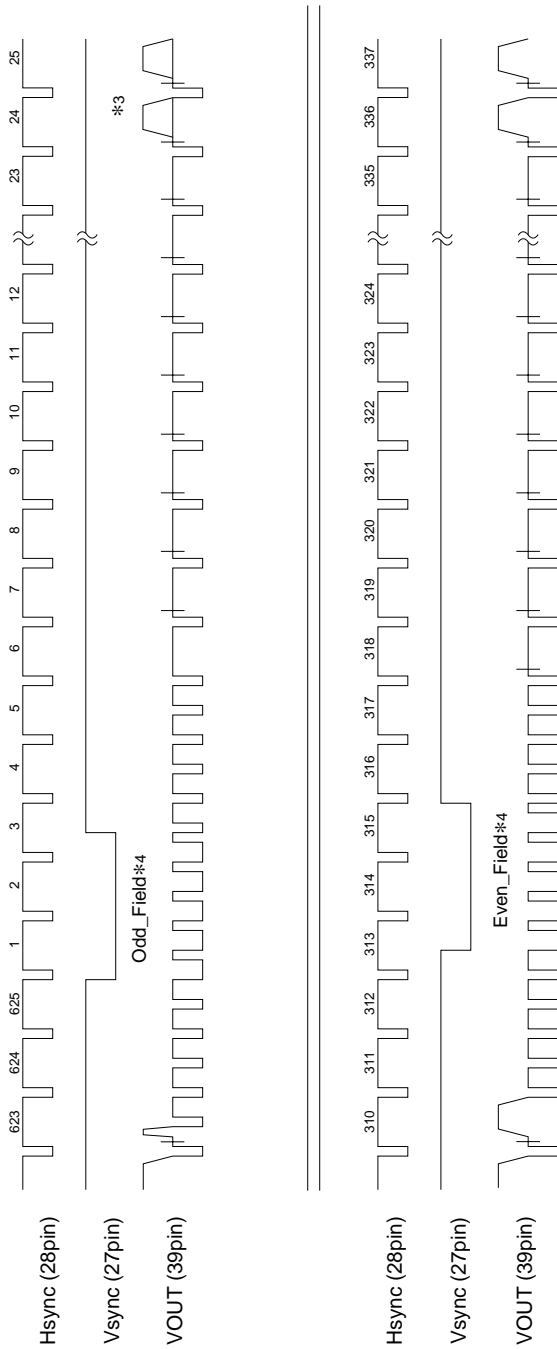 623 624 625 1 2 3 4 5 6 7 8 9 10 11 12 23 24 25
Hsync (28pin)
Vsync (27pin)
Odd_Field*4
*3
VOUT (39pin)
310 311 312 313 314 315 316 317 318 319 320 321 322 323 324 335 336 337
Hsync (28pin)
Vsync (27pin)
Even_Field*4
VOUT (39pin)